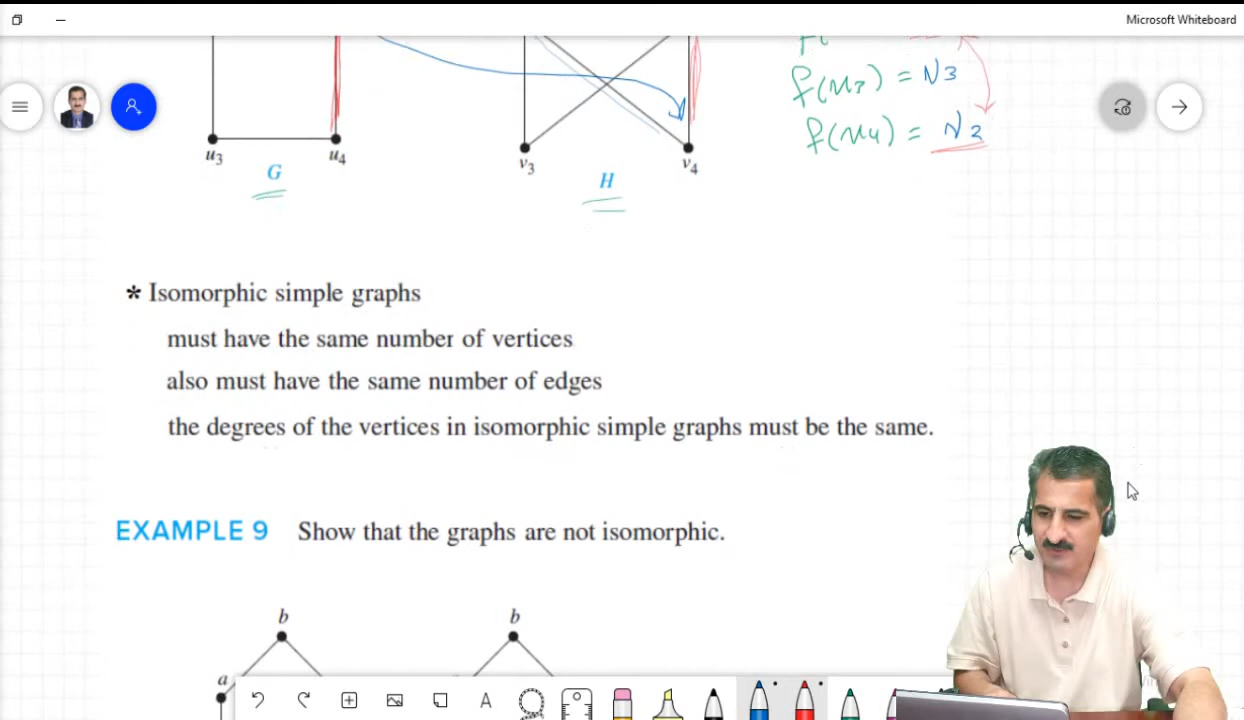 Microsoft Whiteboard
f(u3) = v3
f(u4) = v2
u3
u4
v3
v4
G
H
* Isomorphic simple graphs
must have the same number of vertices
also must have the same number of edges
the degrees of the vertices in isomorphic simple graphs must be the same.
EXAMPLE 9 Show that the graphs are not isomorphic.
b
b
a
A